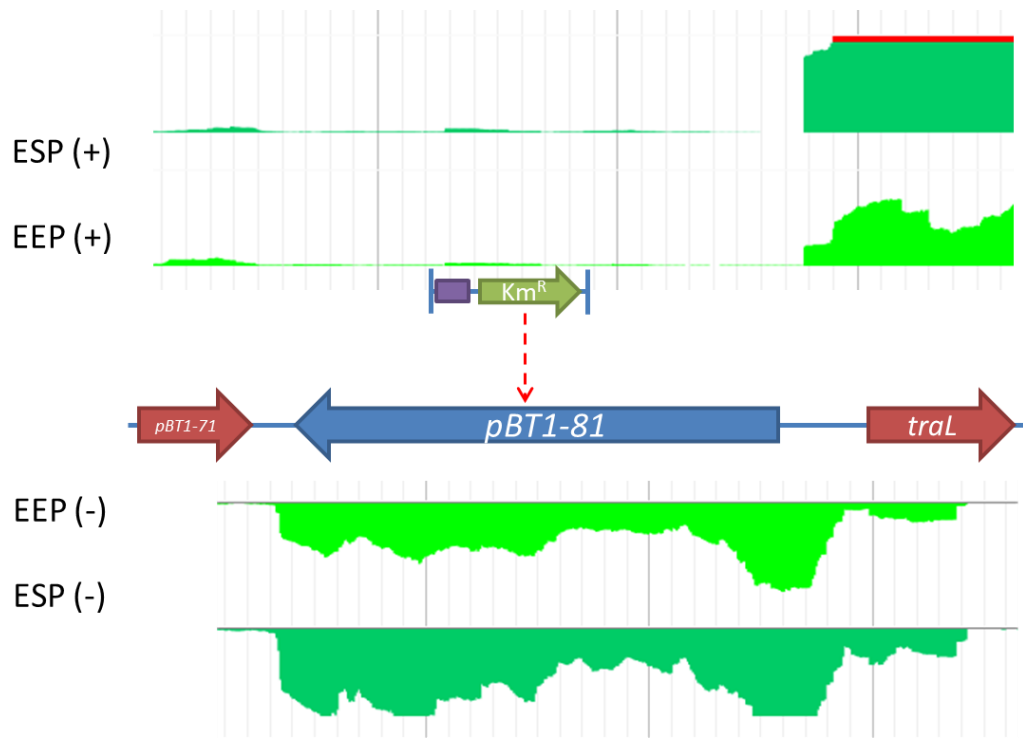 ESP (+)
EEP (+)
Km^R
pBT1-71
pBT1-81
traL
EEP (-)
ESP (-)